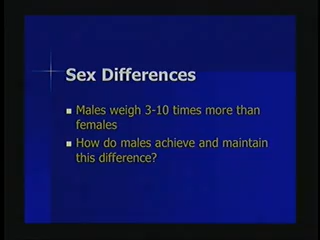 Sex Differences
Males weigh 3-10 times more than
females
How do males achieve and maintain
this difference?